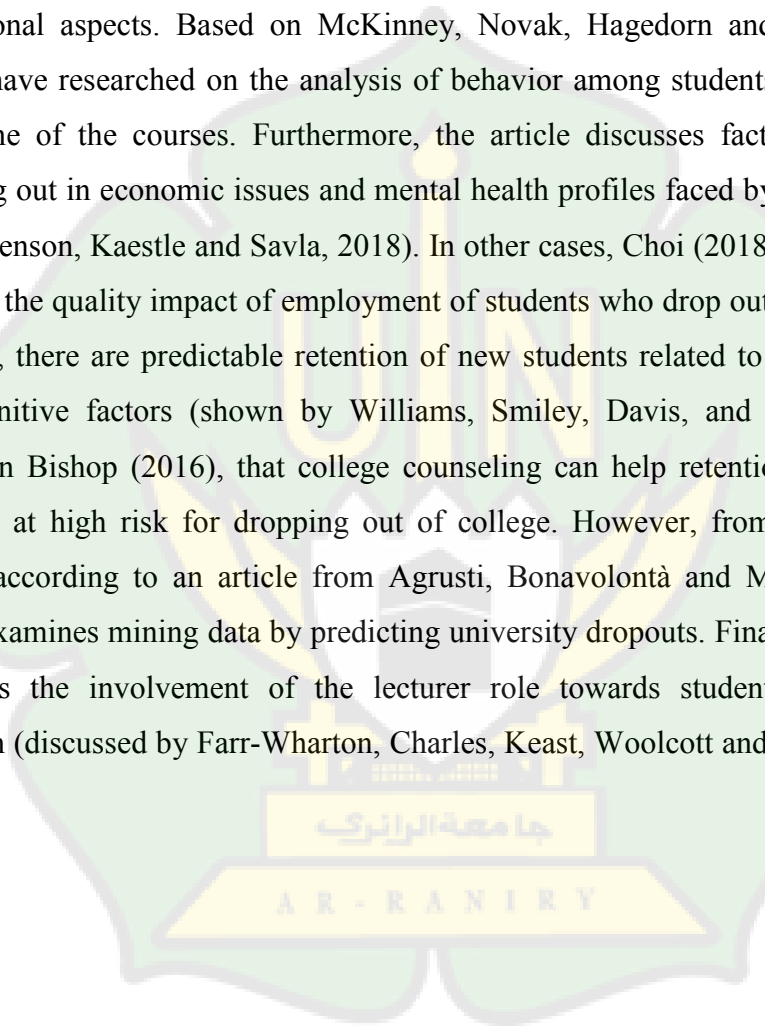 onal aspects. Based on McKinney, Novak, Hagedorn and
have researched on the analysis of behavior among students
ne of the courses. Furthermore, the article discusses fact
g out in economic issues and mental health profiles faced by
enson, Kaestle and Savla, 2018). In other cases, Choi (2018
the quality impact of employment of students who drop out
, there are predictable retention of new students related to
nitive factors (shown by Williams, Smiley, Davis, and
n Bishop (2016), that college counseling can help retentio
at high risk for dropping out of college. However, from
according to an article from Agrusti, Bonavolontà and M
xamines mining data by predicting university dropouts. Fina
s the involvement of the lecturer role towards student
n (discussed by Farr-Wharton, Charles, Keast, Woolcott and
UIN
جامعة الرانري
AR-RANIRY